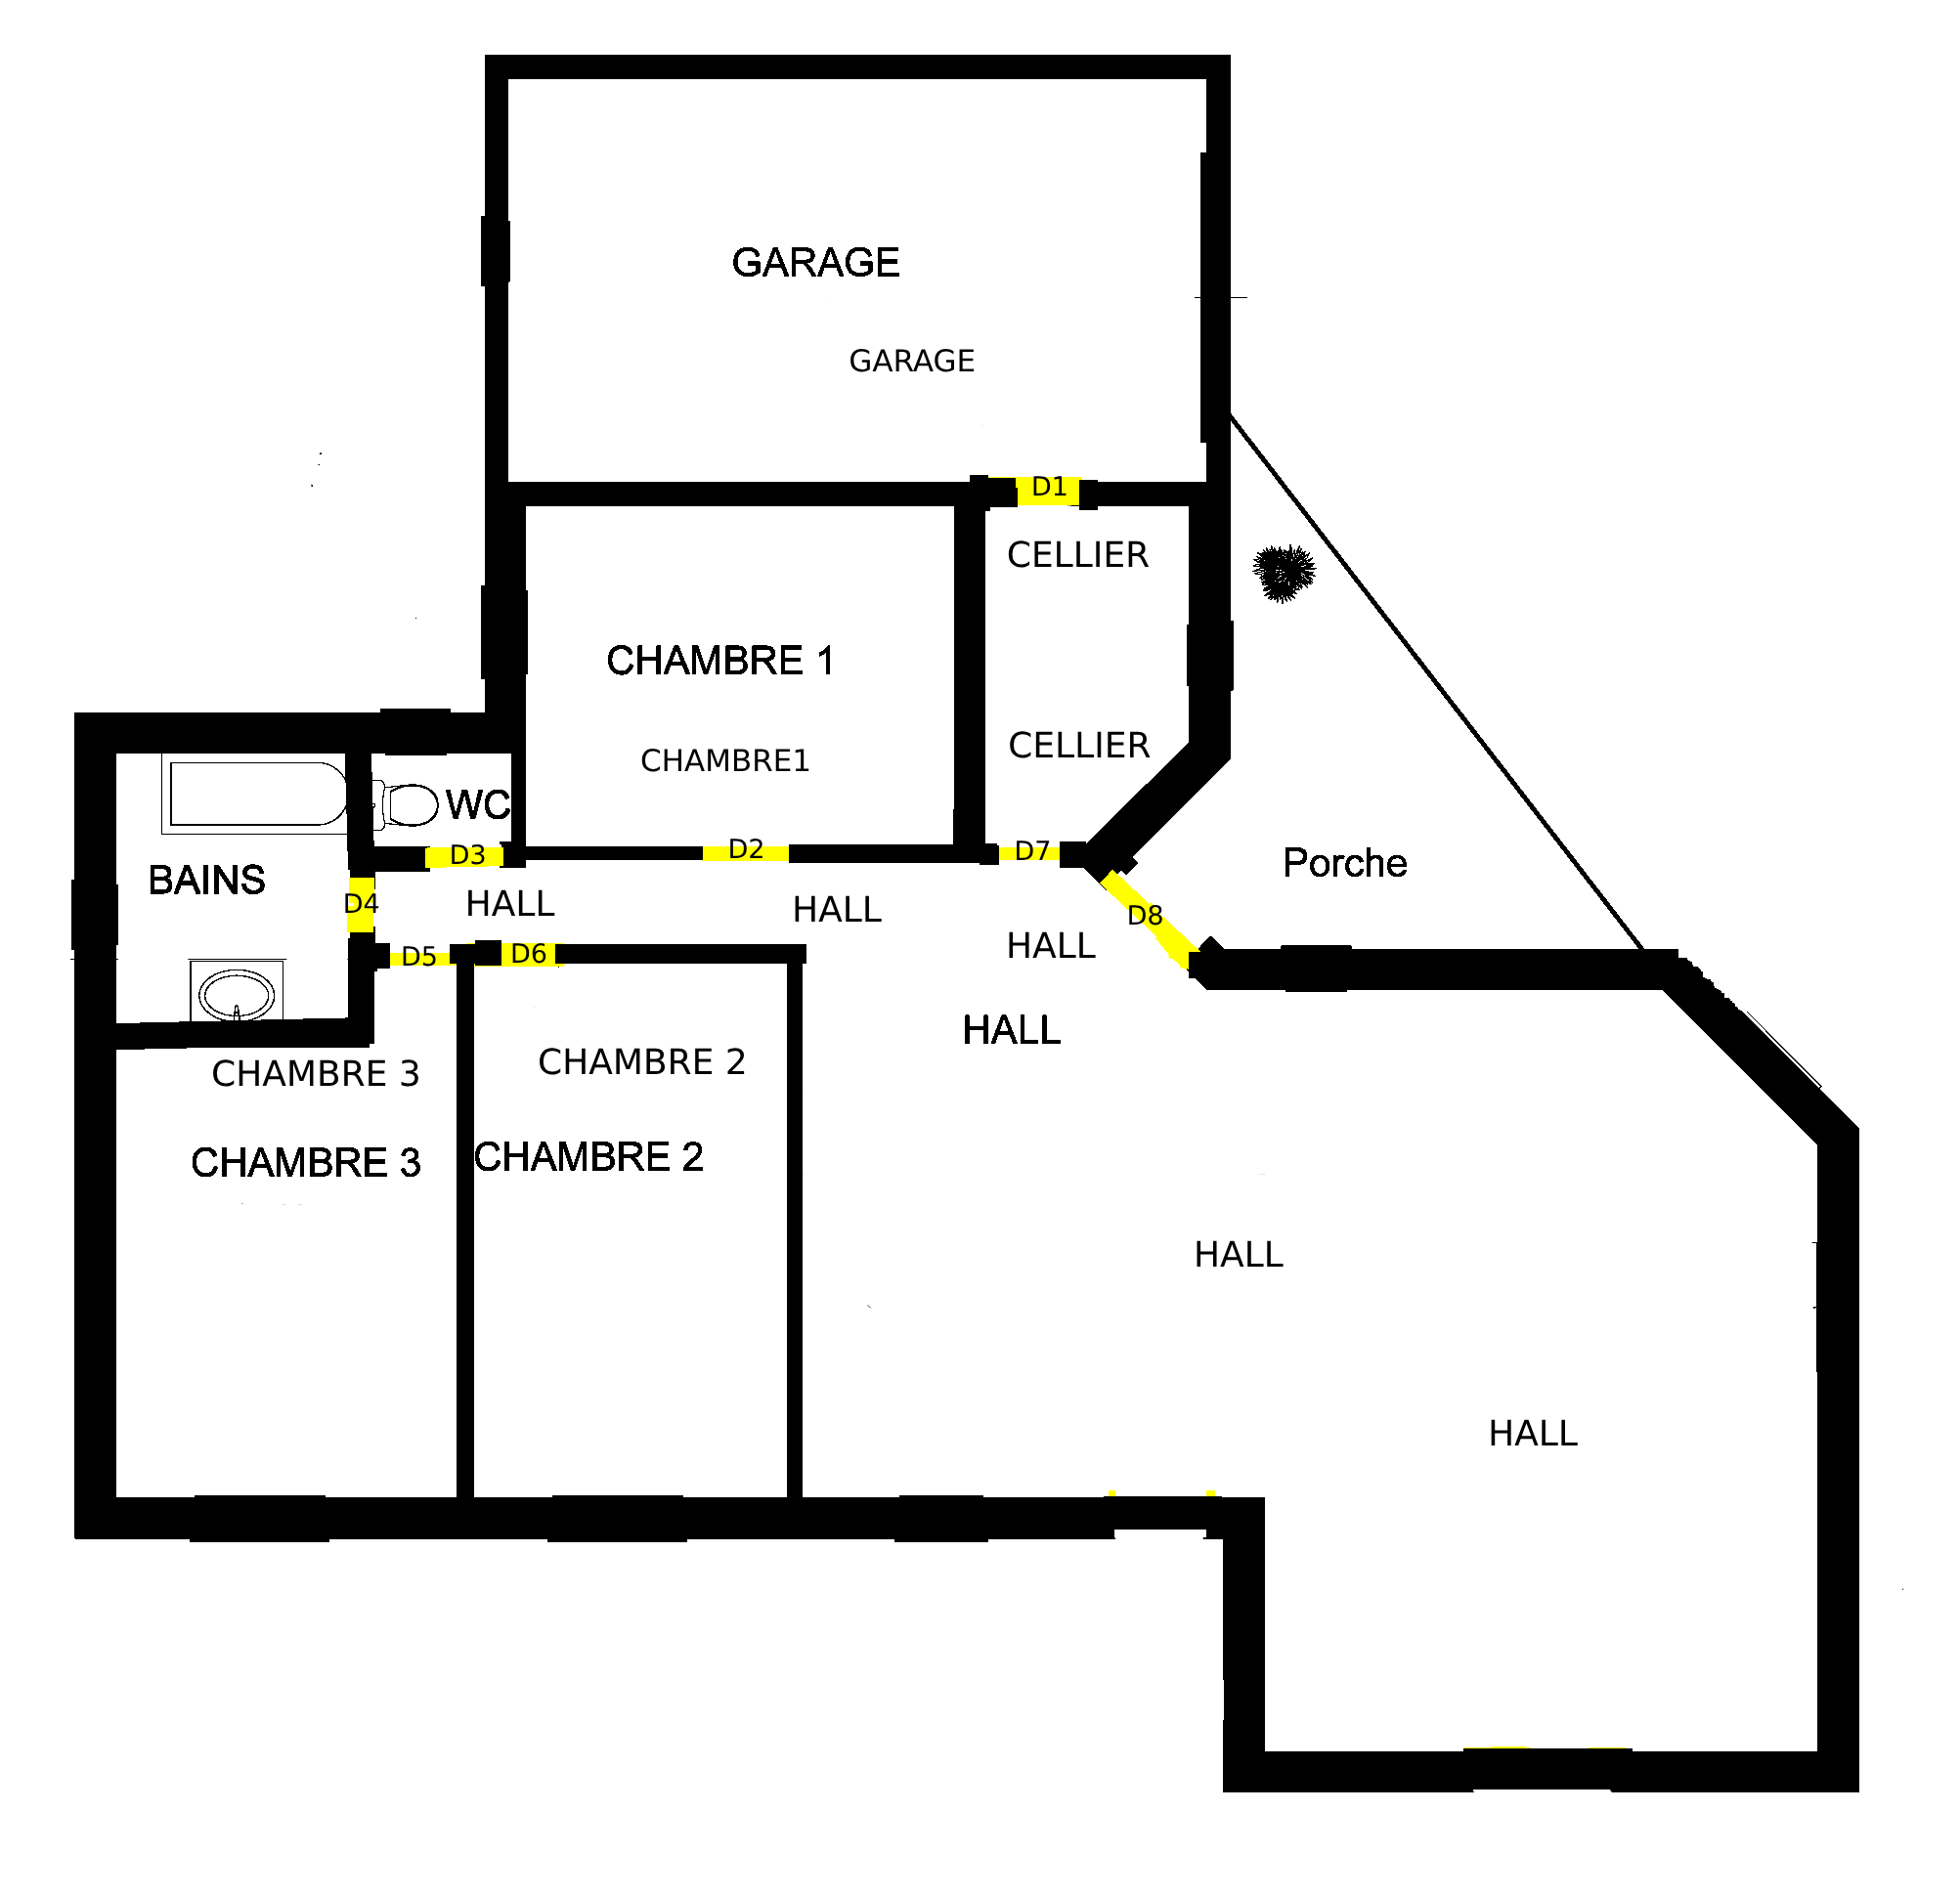 GARAGE
GARAGE
D1
CELLIER
CHAMBRE 1
CELLIER
CHAMBRE1
WC
D3
D2
D7
Porche
BAINS
D4
HALL
HALL
D8
HALL
D5
D6
HALL
CHAMBRE 3
CHAMBRE 2
CHAMBRE 3
CHAMBRE 2
HALL
HALL